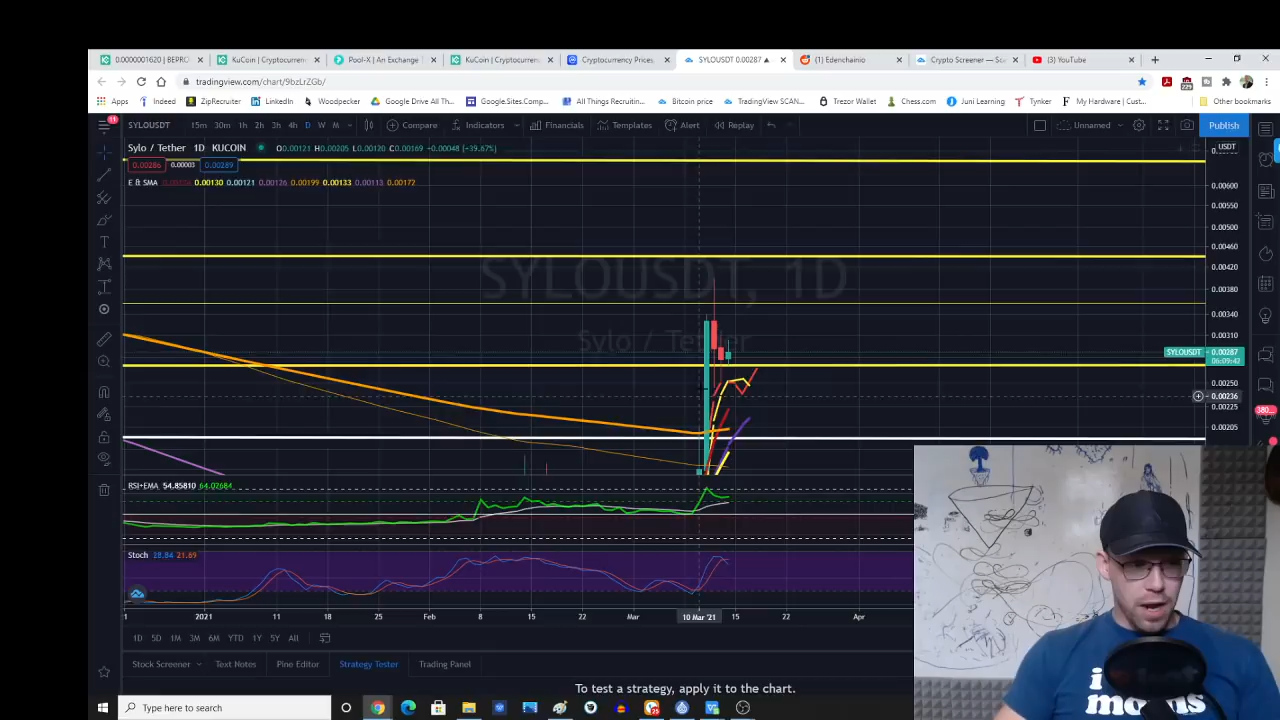 0.0000001620 | BEPRO
KuCoin | Cryptocurrenc
Pool-X | An Exchange
KuCoin | Cryptocurrenc
Cryptocurrency Prices,
SYLOUSDT 0.00287 ▲
Edenchainio
Crypto Screener —
(3) YouTube
tradingview.com/chart/9bzLrZGb/
Apps
Indeed
ZipRecruiter
LinkedIn
Woodpecker
Google Drive All Th...
Google.Sites.Comp...
All Things Recruitin...
Bitcoin price
TradingView SCAN...
Trezor Wallet
Chess.com
Juni Learning
Tynker
My Hardware | Cust...
Other bookmarks
SYLOUSDT
15m 30m 1h 2h 3h 4h D W M
Compare
Indicators
Financials
Templates
Alert
Replay
Unnamed
Publish
Sylo / Tether 1D KUCOIN
O0.00121 H0.00205 L0.00120 C0.00169 +0.00048 (+39.67%)
USDT
0.00286 0.00003 0.00289
E & SMA
0.00130 0.00121 0.00126 0.00199 0.00133 0.00113 0.00172
0.00600
0.00550
0.00500
0.00460
0.00420
0.00380
0.00340
0.00310
SYLOUSDT 0.00287
06:09:42
0.00250
0.00236
0.00225
0.00205
SYLOUSDT, 1D
Sylo / Tether
RSI+EMA 54.85810 64.02684
Stoch 28.84 21.69
2021 11 18 25 Feb 8 15 22 Mar 10 Mar '21 15 22 Apr
1D 5D 1M 3M 6M YTD 1Y 5Y All
Stock Screener
Text Notes
Pine Editor
Strategy Tester
Trading Panel
To test a strategy, apply it to the chart.
Type here to search